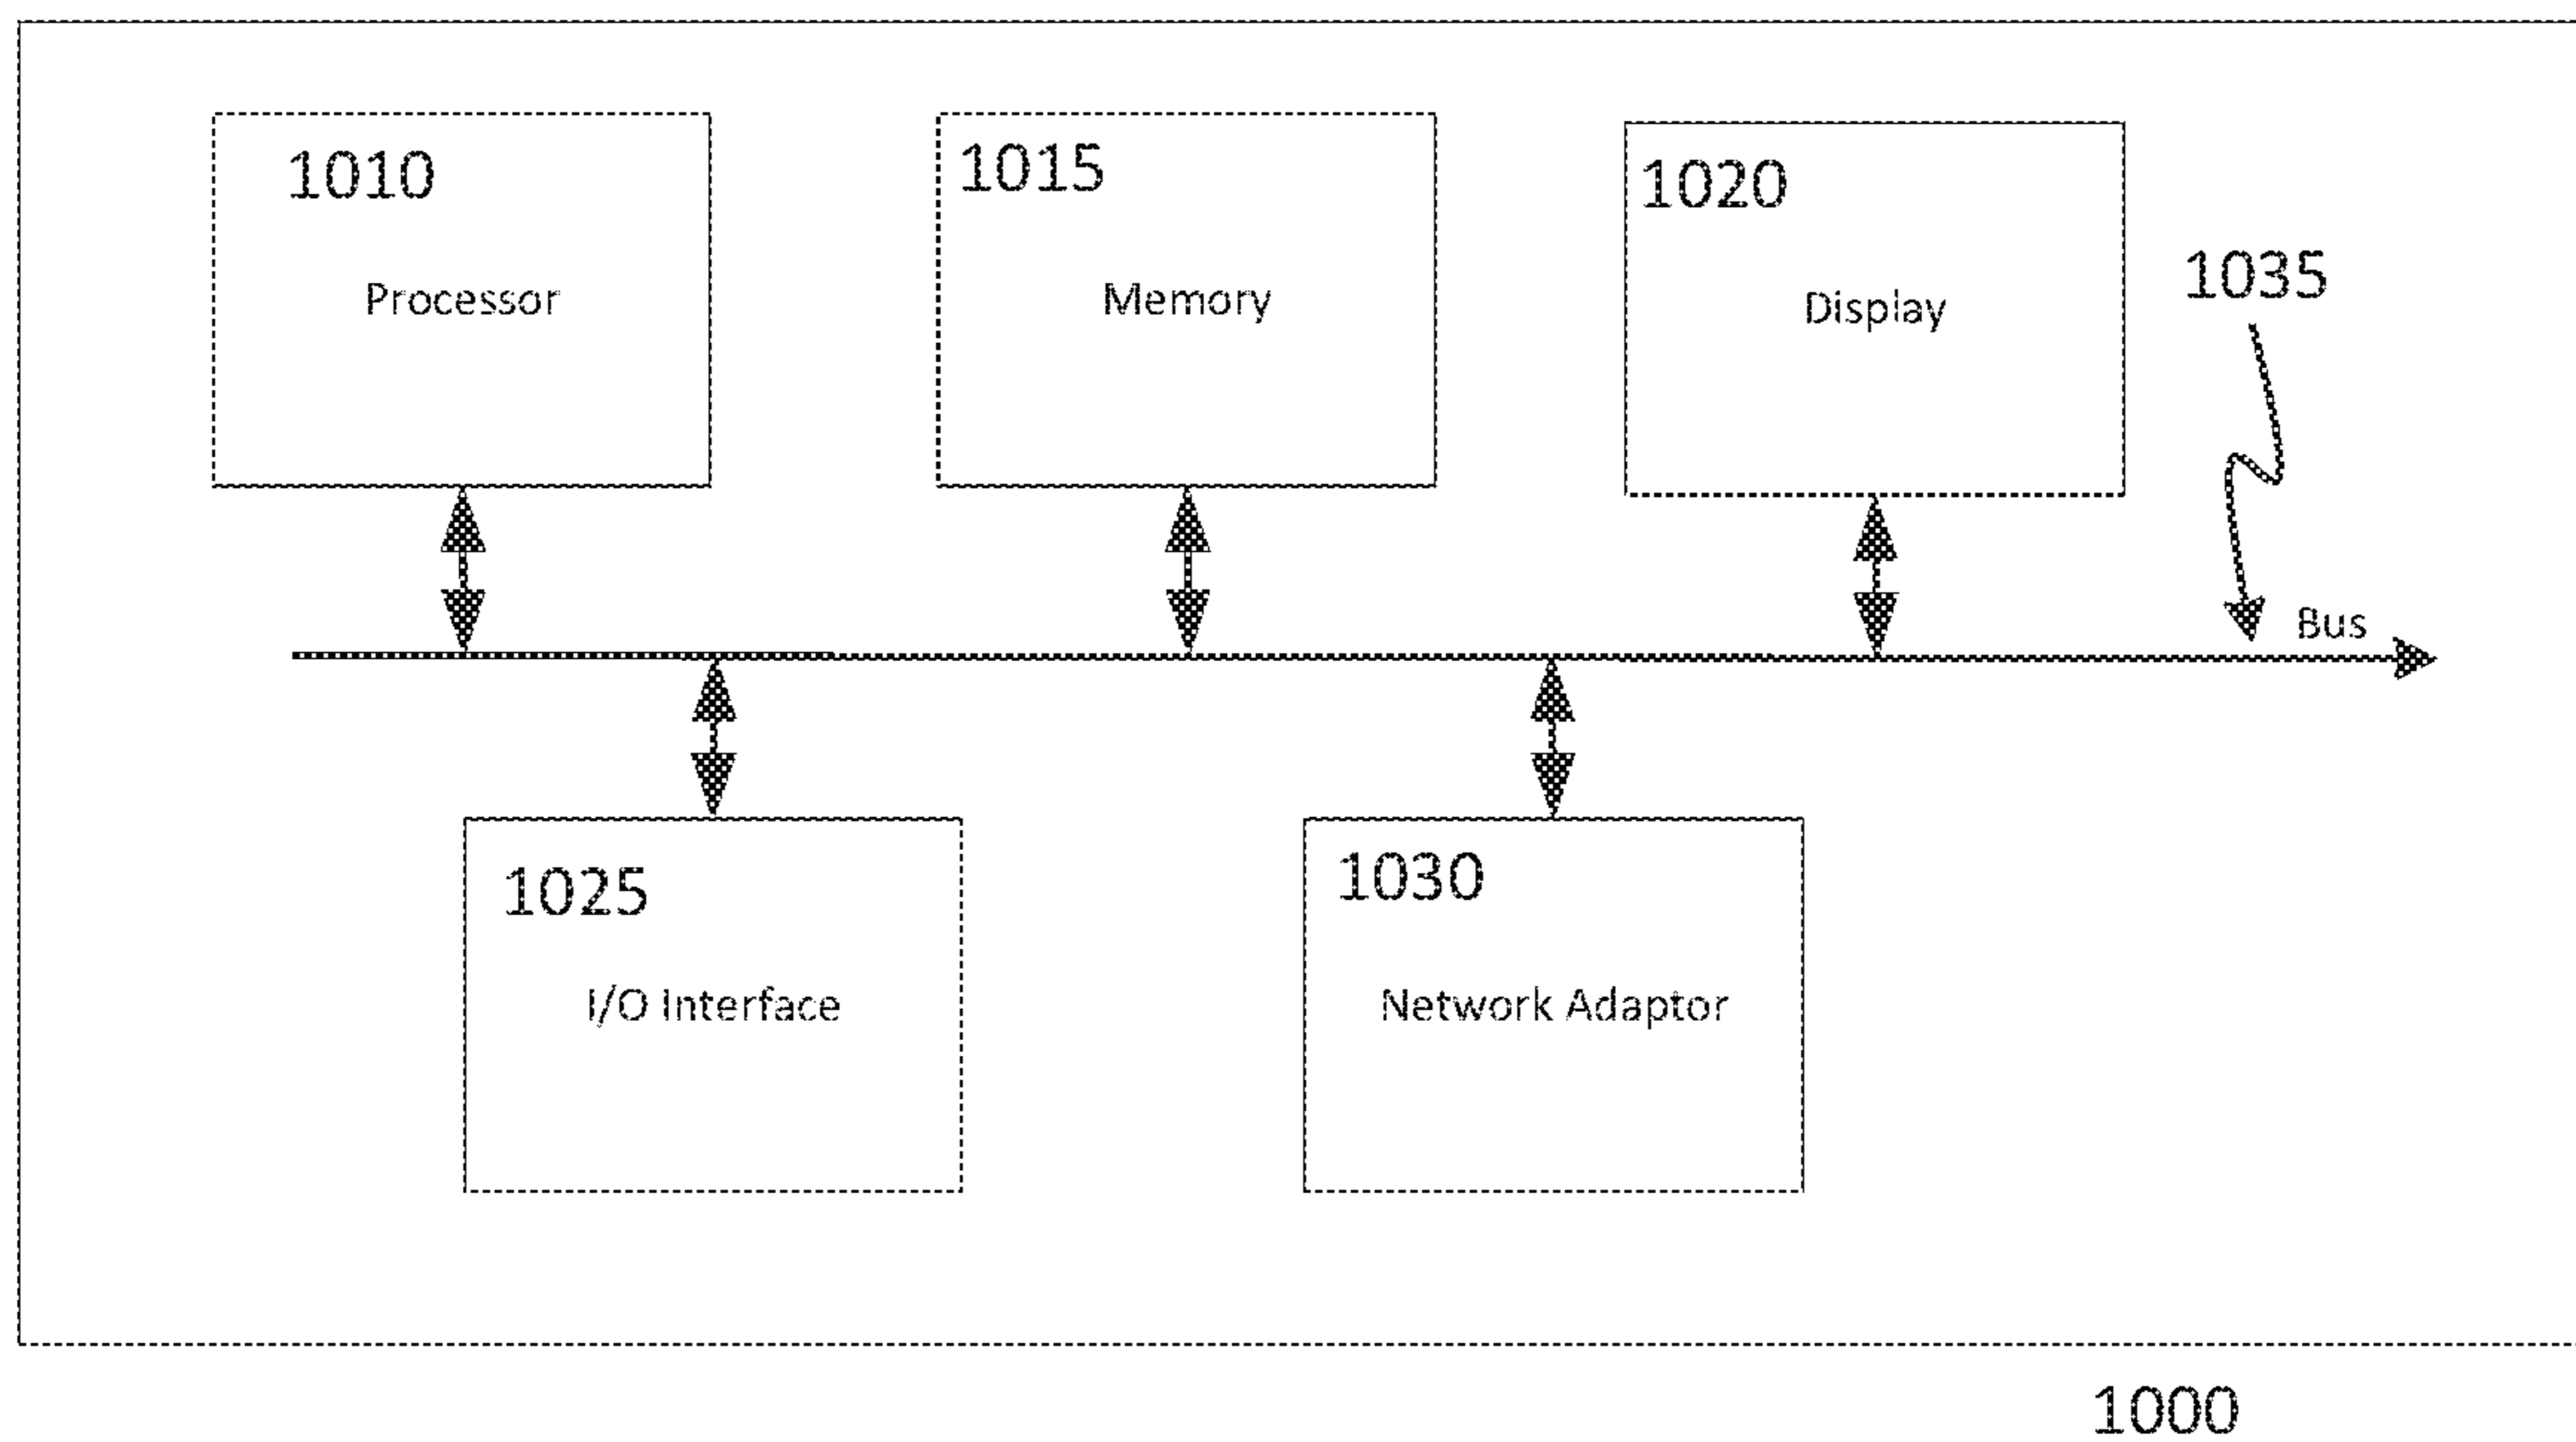 1010
Processor
1015
Memory
1020
Display
1035
Bus
1025
I/O Interface
1030
Network Adaptor
1000